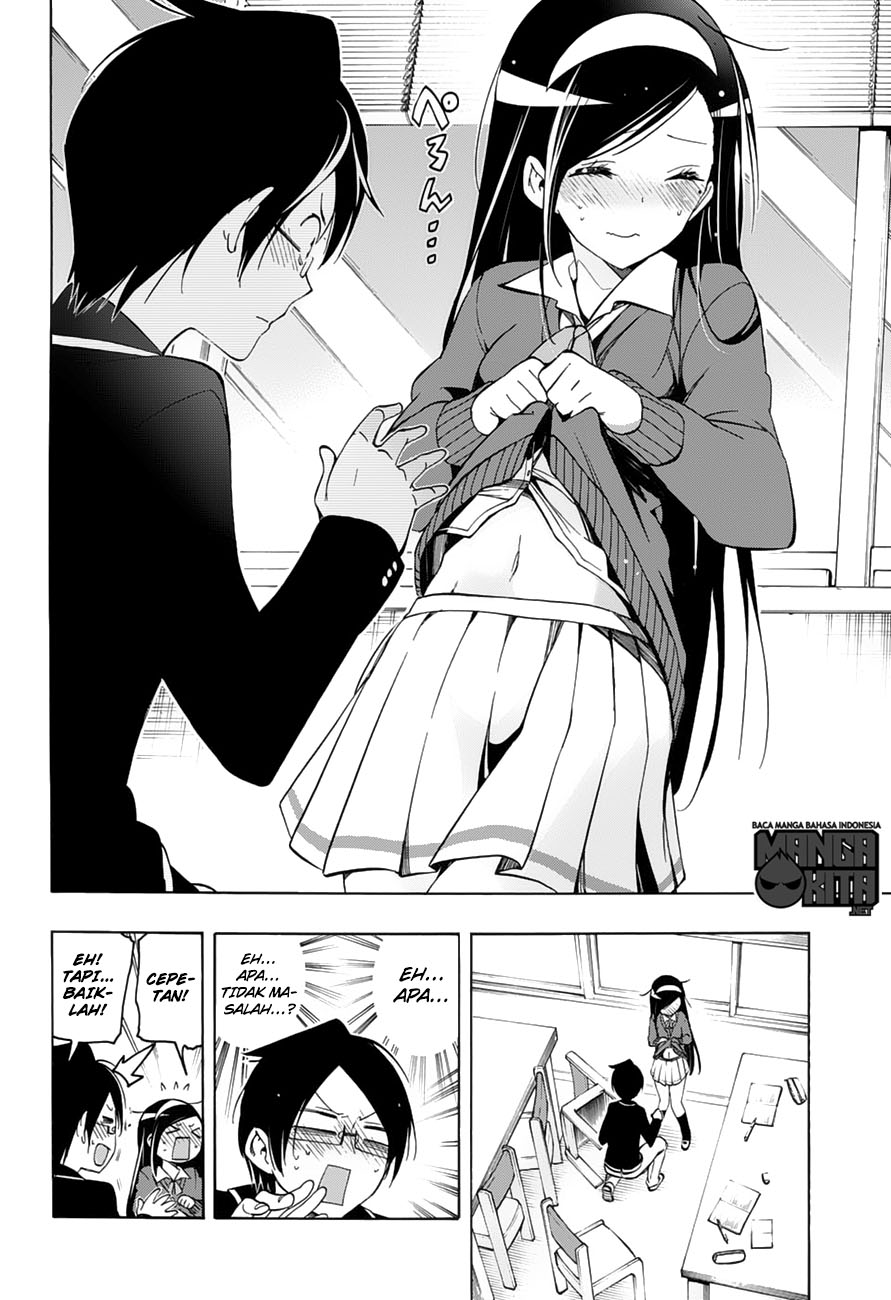 ぺろん…
BACA MANGA BAHASA INDONESIA
MANGA
KITA
.NET
EH!
TAPI...
BAIK-
LAH!
CEPE-
TAN!
EH...
APA...
TIDAK MA-
SALAH...?
EH...
APA...